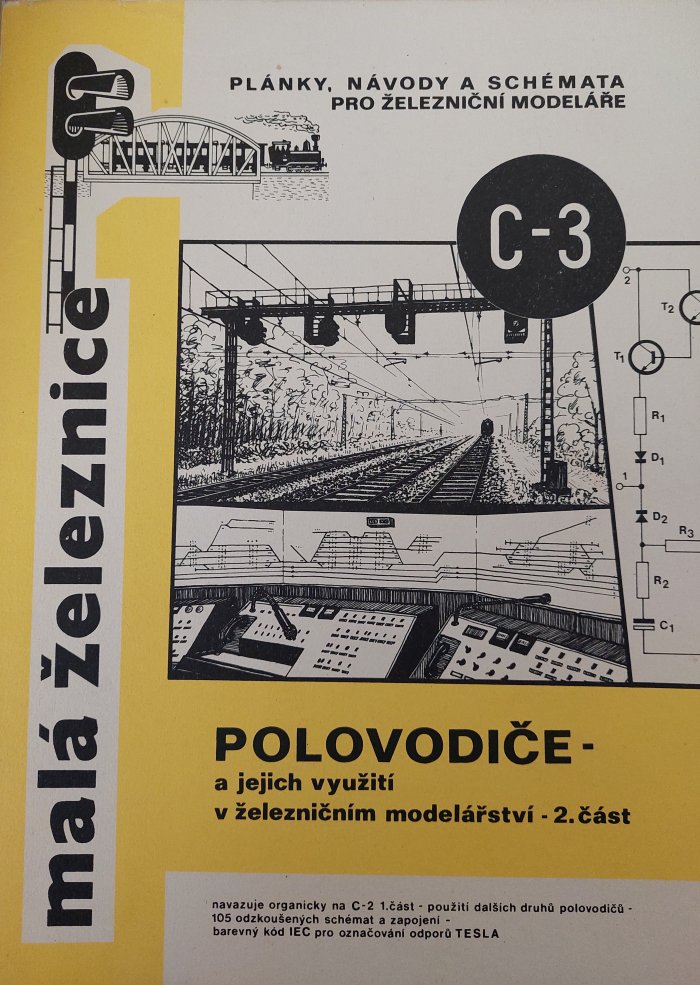 PLÁNKY, NÁVODY A SCHÉMATA
PRO ŽELEZNIČNÍ MODELÁŘE
C-3
malá železnice
2
T2
T1
R1
D1
1
D2
R3
R2
C1
POLOVODIČE -
a jejich využití
v železničním modelářství - 2. část
navazuje organicky na C-2 1.část - použití dalších druhů polovodičů -
105 odzkoušených schémat a zapojení -
barevný kód IEC pro označování odporů TESLA